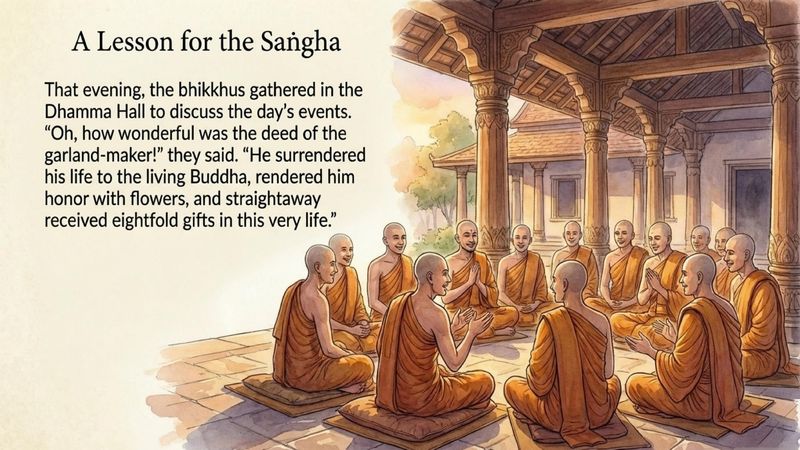 A Lesson for the Saṅgha
That evening, the bhikkhus gathered in the
Dhamma Hall to discuss the day’s events.
“Oh, how wonderful was the deed of the
garland-maker!” they said. “He surrendered
his life to the living Buddha, rendered him
honor with flowers, and straightaway
received eightfold gifts in this very life.”